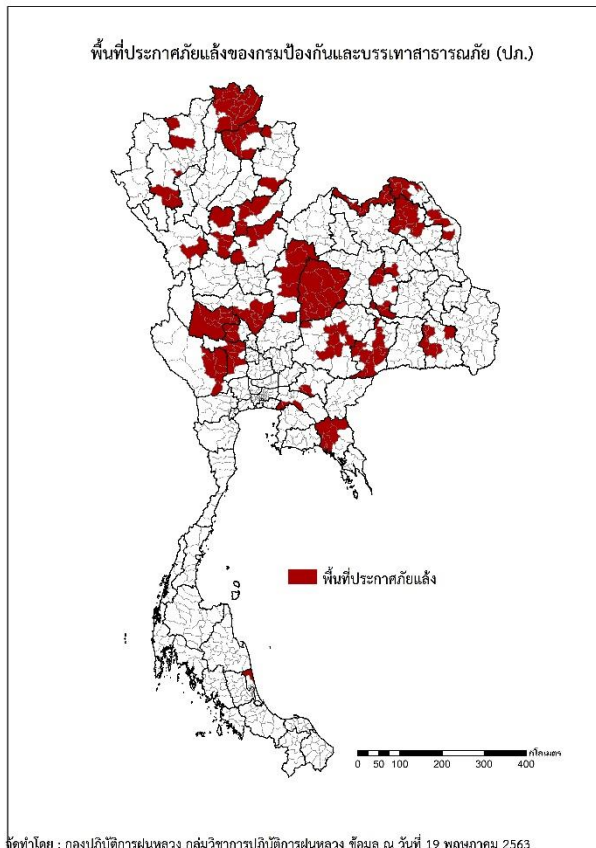 พื้นที่ประกาศภัยแล้งของกรมป้องกันและบรรเทาสาธารณภัย (ปภ.)
พื้นที่ประกาศภัยแล้ง
กิโลเมตร
0 25 50 100 200 300 400
จัดทำโดย : กองปฏิบัติการฝนหลวง กลุ่มวิชาการปฏิบัติการฝนหลวง ข้อมูล ณ วันที่ 19 พฤษภาคม 2563